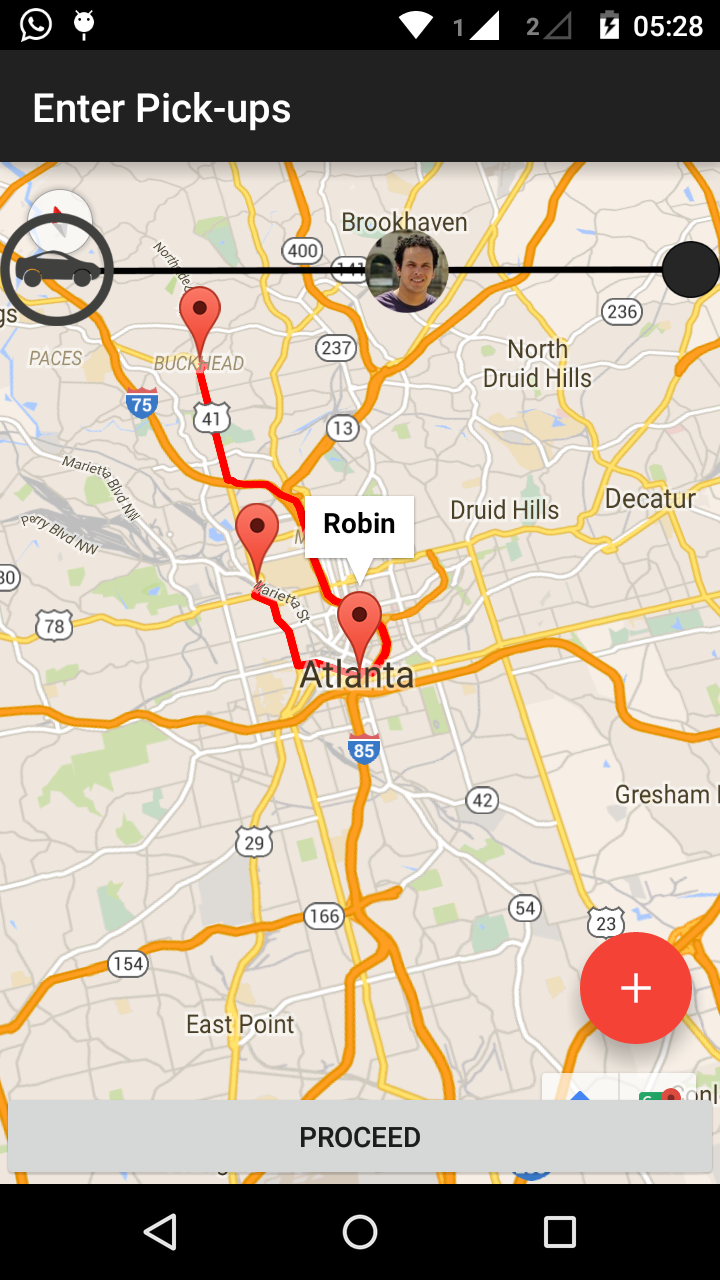 1
2
05:28
Enter Pick-ups
Brookhaven
400
141
236
gs
PACES
BUCKHEAD
237
North
Druid Hills
75
41
13
Marietta Blvd NW
Perry Blvd NW
Robin
Druid Hills
Decatur
Marietta St
78
Atlanta
85
42
Gresham
29
166
54
23
154
East Point
PROCEED